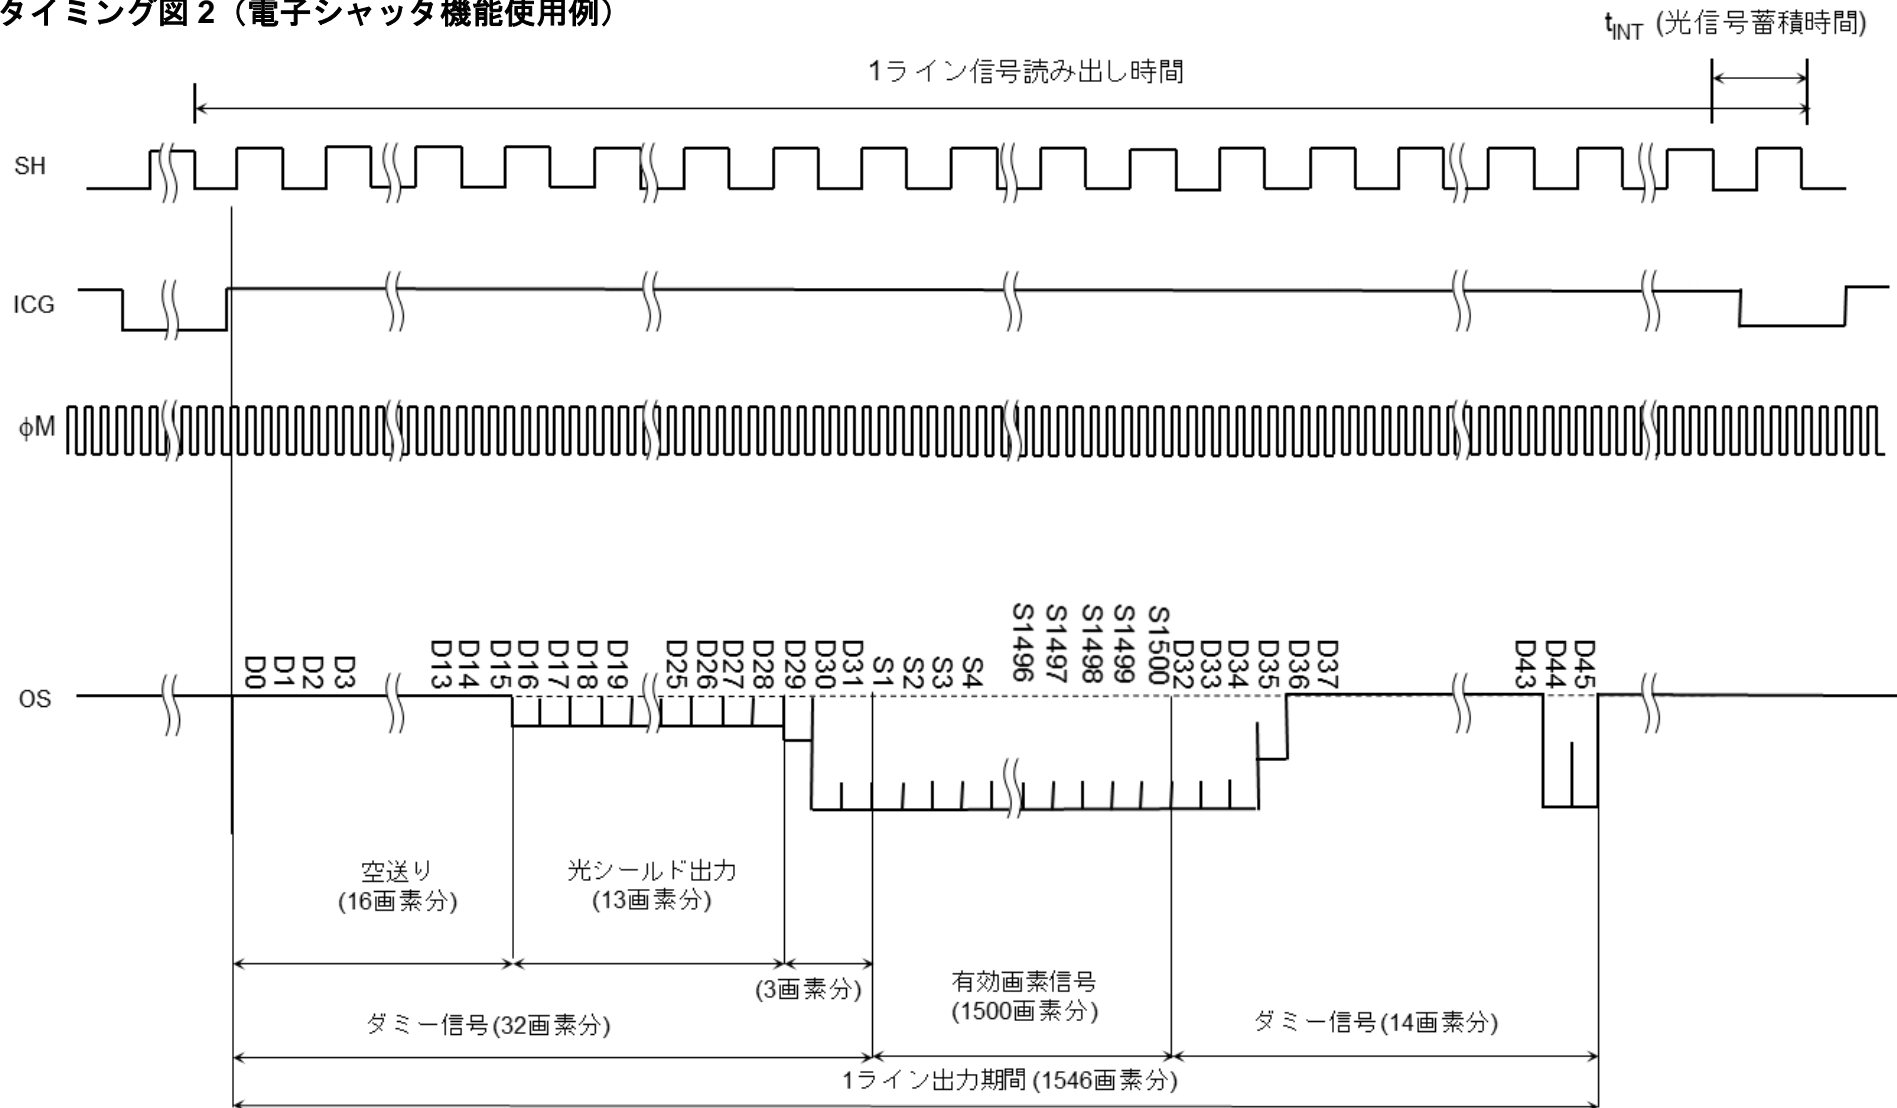 タイミング図 2（電子シャッタ機能使用例）
tINT (光信号蓄積時間)
1ライン信号読み出し時間
SH
ICG
ϕM
OS
D0
D1
D2
D3
D13
D14
D15
D16
D17
D18
D19
D25
D26
D27
D28
D29
D30
D31
S1
S2
S3
S4
S1496
S1497
S1498
S1499
S1500
D32
D33
D34
D35
D36
D37
D43
D44
D45
空送り
(16画素分)
光シールド出力
(13画素分)
(3画素分)
有効画素信号
(1500画素分)
ダミー信号(32画素分)
ダミー信号(14画素分)
1ライン出力期間 (1546画素分)